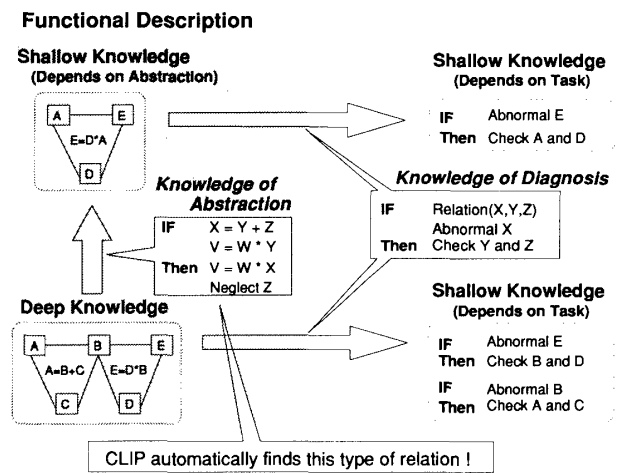 Functional Description
Shallow Knowledge
(Depends on Abstraction)
A
E
E=D*A
D
Shallow Knowledge
(Depends on Task)
IF Abnormal E
Then Check A and D
Knowledge of
Abstraction
IF X = Y + Z
V = W * Y
Then V = W * X
Neglect Z
Knowledge of Diagnosis
IF Relation(X,Y,Z)
Abnormal X
Then Check Y and Z
Deep Knowledge
A
B
E
A=B+C
E=D*B
C
D
Shallow Knowledge
(Depends on Task)
IF Abnormal E
Then Check B and D
IF Abnormal B
Then Check A and C
CLIP automatically finds this type of relation !